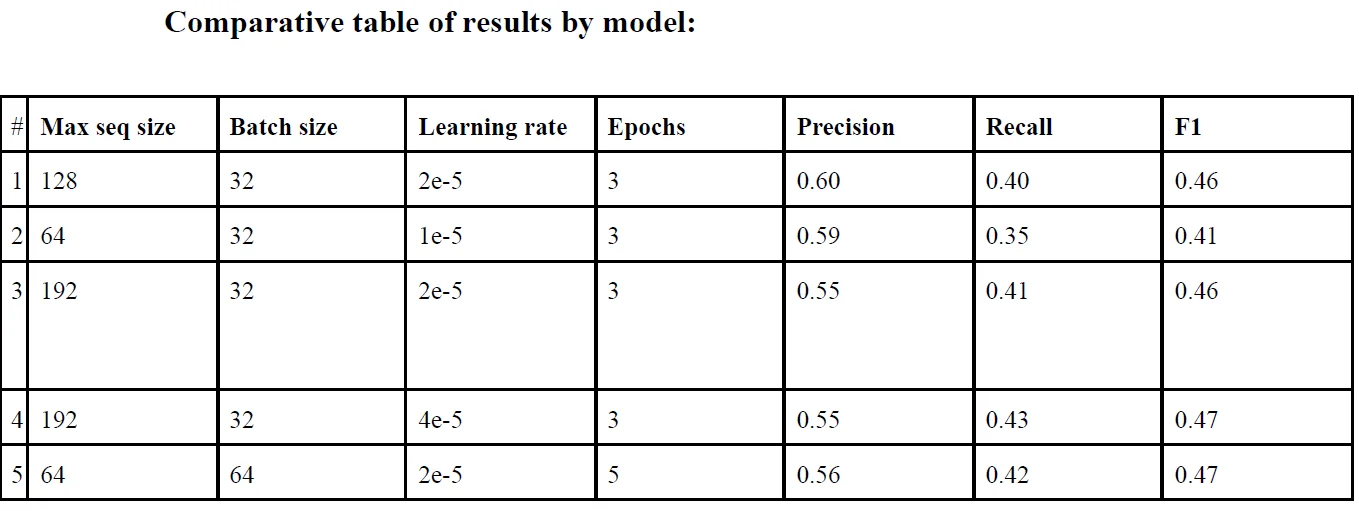 Comparative table of results by model:
# Max seq size Batch size Learning rate Epochs Precision Recall F1
1 128 32 2e-5 3 0.60 0.40 0.46
2 64 32 1e-5 3 0.59 0.35 0.41
3 192 32 2e-5 3 0.55 0.41 0.46
4 192 32 4e-5 3 0.55 0.43 0.47
5 64 64 2e-5 5 0.56 0.42 0.47